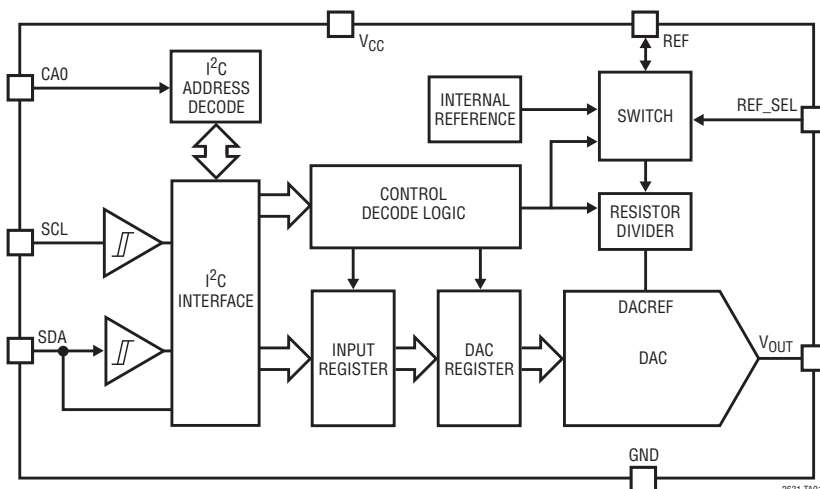 VCC
REF
CA0
I2C
ADDRESS
DECODE
INTERNAL
REFERENCE
SWITCH
REF_SEL
CONTROL
DECODE LOGIC
RESISTOR
DIVIDER
SCL
I2C
INTERFACE
SDA
INPUT
REGISTER
DAC
REGISTER
DACREF
DAC
VOUT
GND